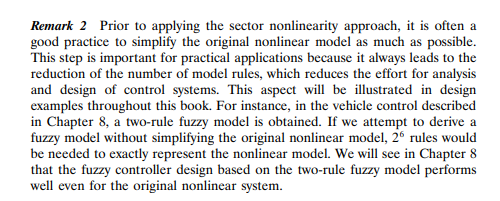 Remark 2 Prior to applying the sector nonlinearity approach, it is often a
good practice to simplify the original nonlinear model as much as possible.
This step is important for practical applications because it always leads to the
reduction of the number of model rules, which reduces the effort for analysis
and design of control systems. This aspect will be illustrated in design
examples throughout this book. For instance, in the vehicle control described
in Chapter 8, a two-rule fuzzy model is obtained. If we attempt to derive a
fuzzy model without simplifying the original nonlinear model, 2⁶ rules would
be needed to exactly represent the nonlinear model. We will see in Chapter 8
that the fuzzy controller design based on the two-rule fuzzy model performs
well even for the original nonlinear system.